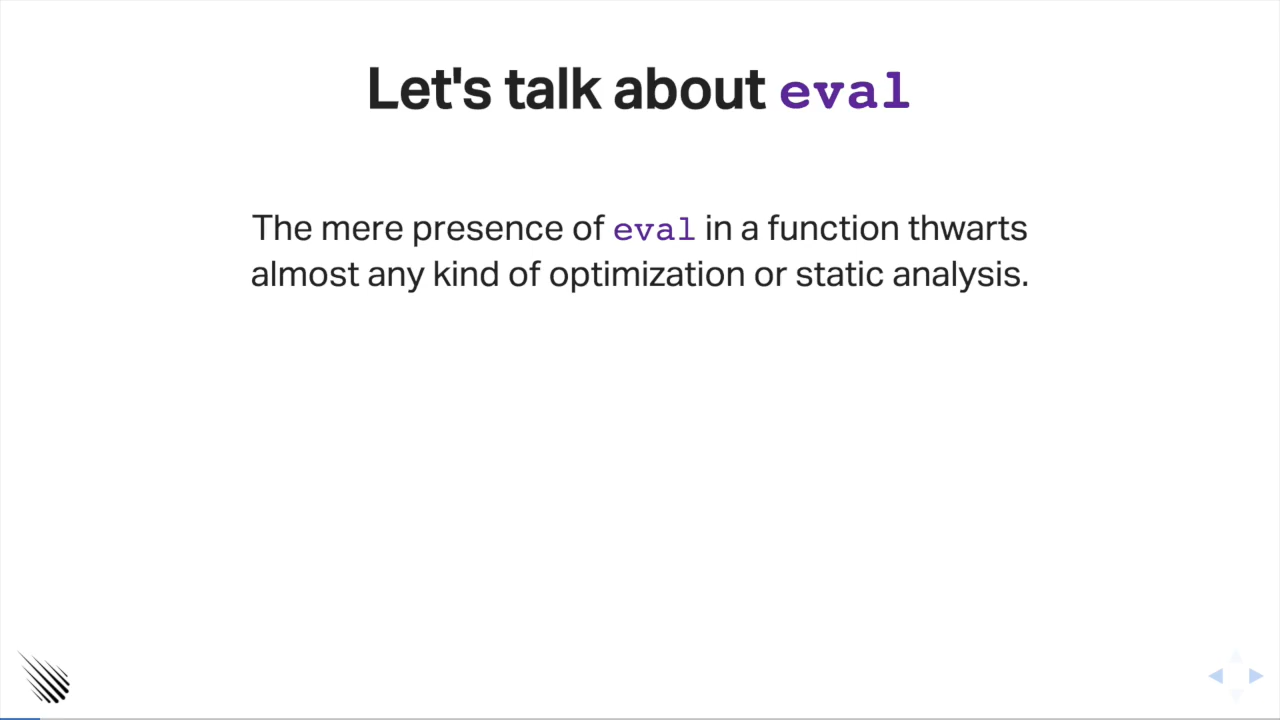 Let's talk about eval
The mere presence of eval in a function thwarts
almost any kind of optimization or static analysis.